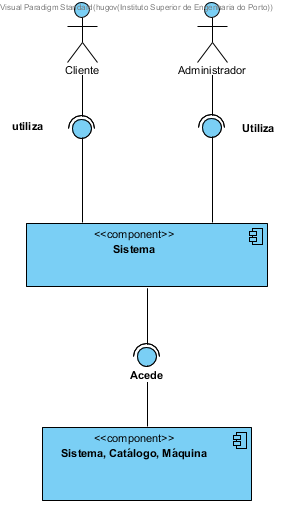 Visual Paradigm Standard(hugov(Instituto Superior de Engenharia do Porto))
Cliente
Administrador
utiliza
Utiliza
<<component>>
Sistema
Acede
<<component>>
Sistema, Catálogo, Máquina